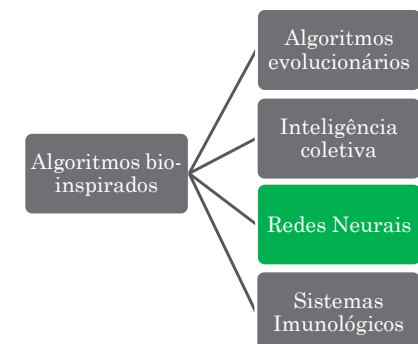 Algoritmos bio-
inspirados
Algoritmos
evolucionários
Inteligência
coletiva
Redes Neurais
Sistemas
Imunológicos